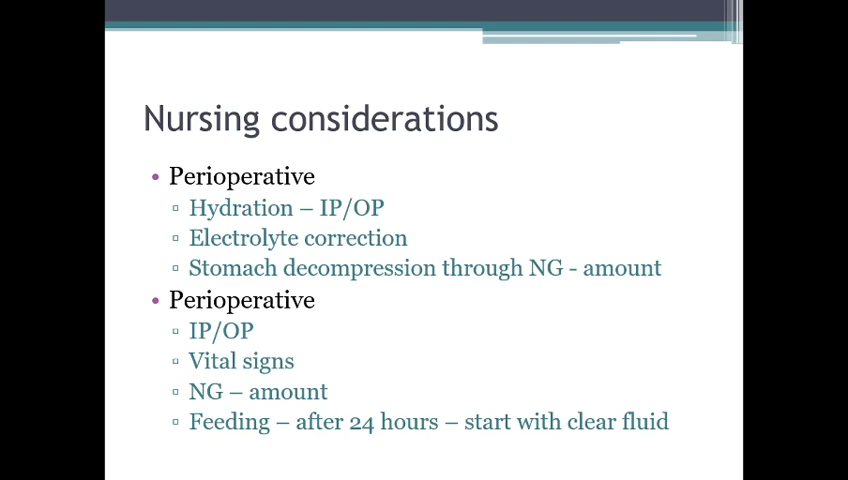 Nursing considerations
• Perioperative
▫ Hydration – IP/OP
▫ Electrolyte correction
▫ Stomach decompression through NG - amount
• Perioperative
▫ IP/OP
▫ Vital signs
▫ NG – amount
▫ Feeding – after 24 hours – start with clear fluid